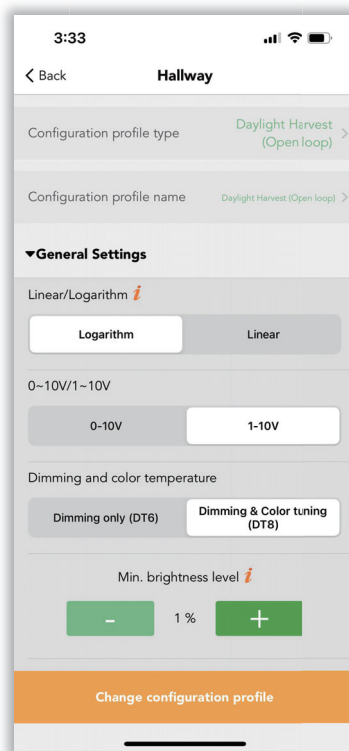 3:33
Back
Hallway
Configuration profile type
Daylight Harvest
(Open loop)
Configuration profile name
Daylight Harvest (Open loop)
General Settings
Linear/Logarithm i
Logarithm
Linear
0~10V/1~10V
0-10V
1-10V
Dimming and color temperature
Dimming only (DT6)
Dimming & Color tuning
(DT8)
Min. brightness level i
- 1 % +
Change configuration profile